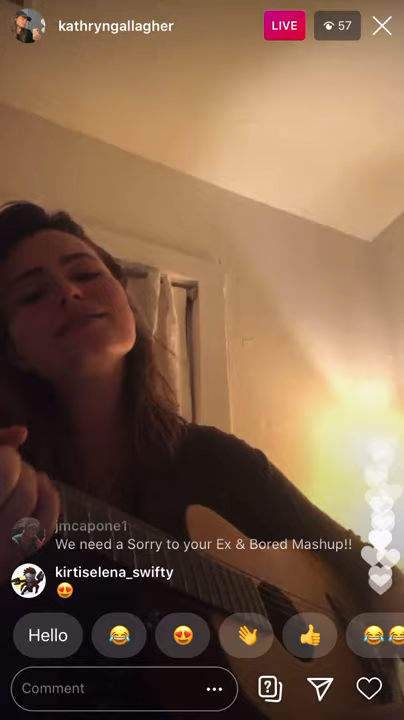 kathryngallagher
LIVE
57
jmcapone1
We need a Sorry to your Ex & Bored Mashup!!
kirtiselena_swifty
😍
Hello 😂 😍 👋 👍 😂😂
Comment